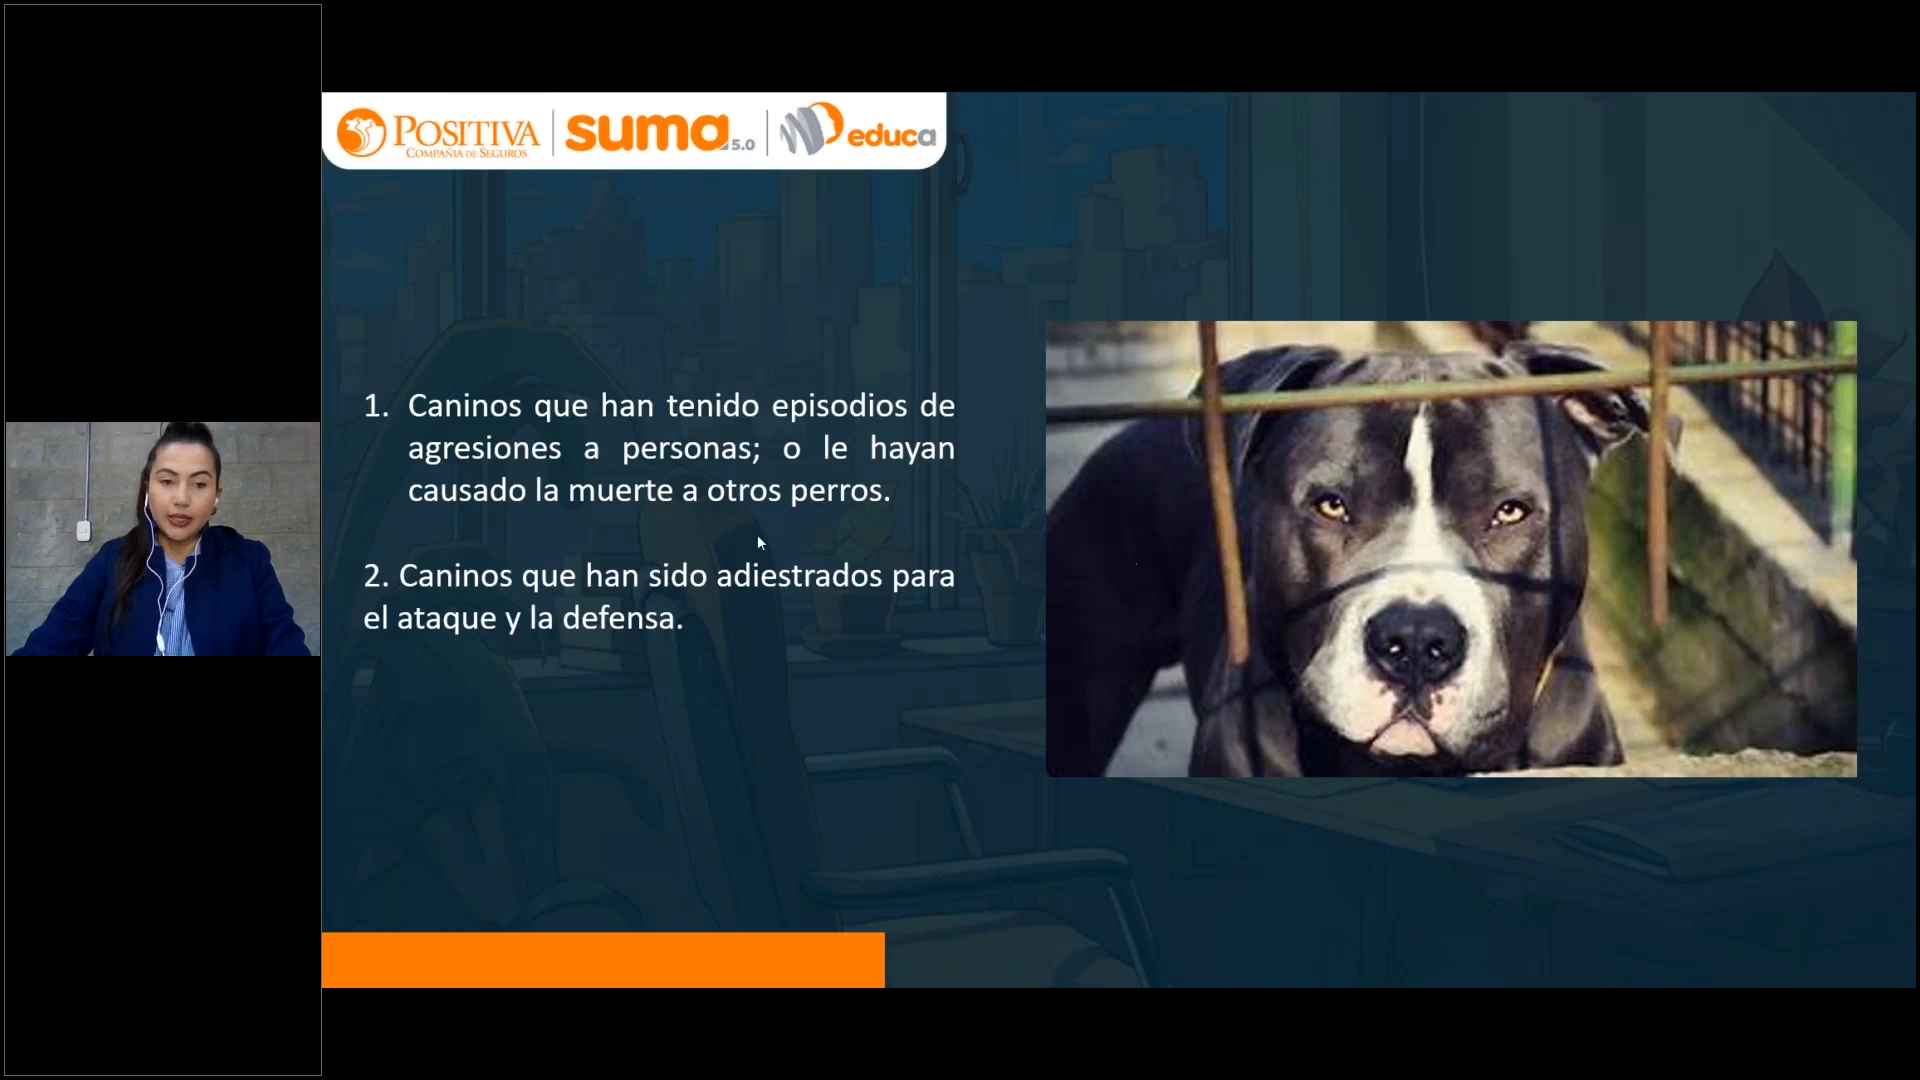 POSITIVA
COMPAÑÍA DE SEGUROS
suma 5.0
educa
1. Caninos que han tenido episodios de
agresiones a personas; o le hayan
causado la muerte a otros perros.
2. Caninos que han sido adiestrados para
el ataque y la defensa.